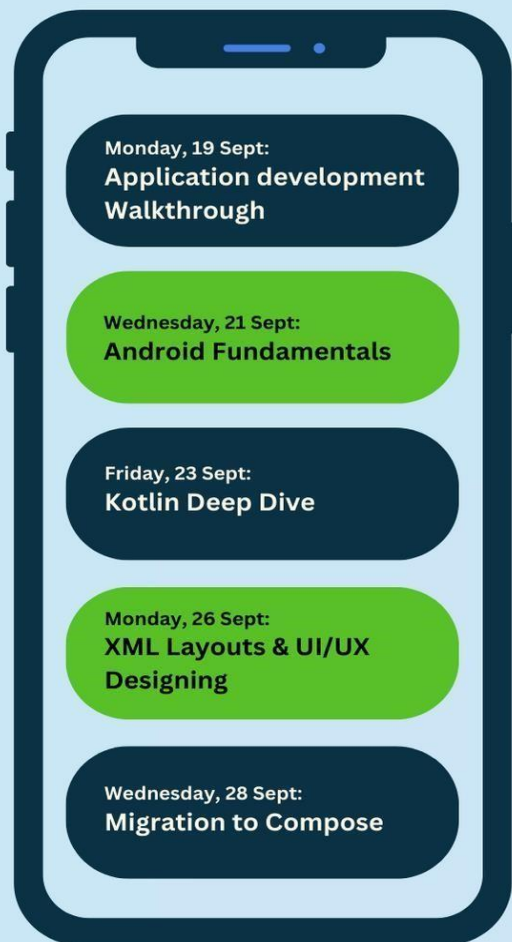 Monday, 19 Sept:
Application development
Walkthrough
Wednesday, 21 Sept:
Android Fundamentals
Friday, 23 Sept:
Kotlin Deep Dive
Monday, 26 Sept:
XML Layouts & UI/UX
Designing
Wednesday, 28 Sept:
Migration to Compose